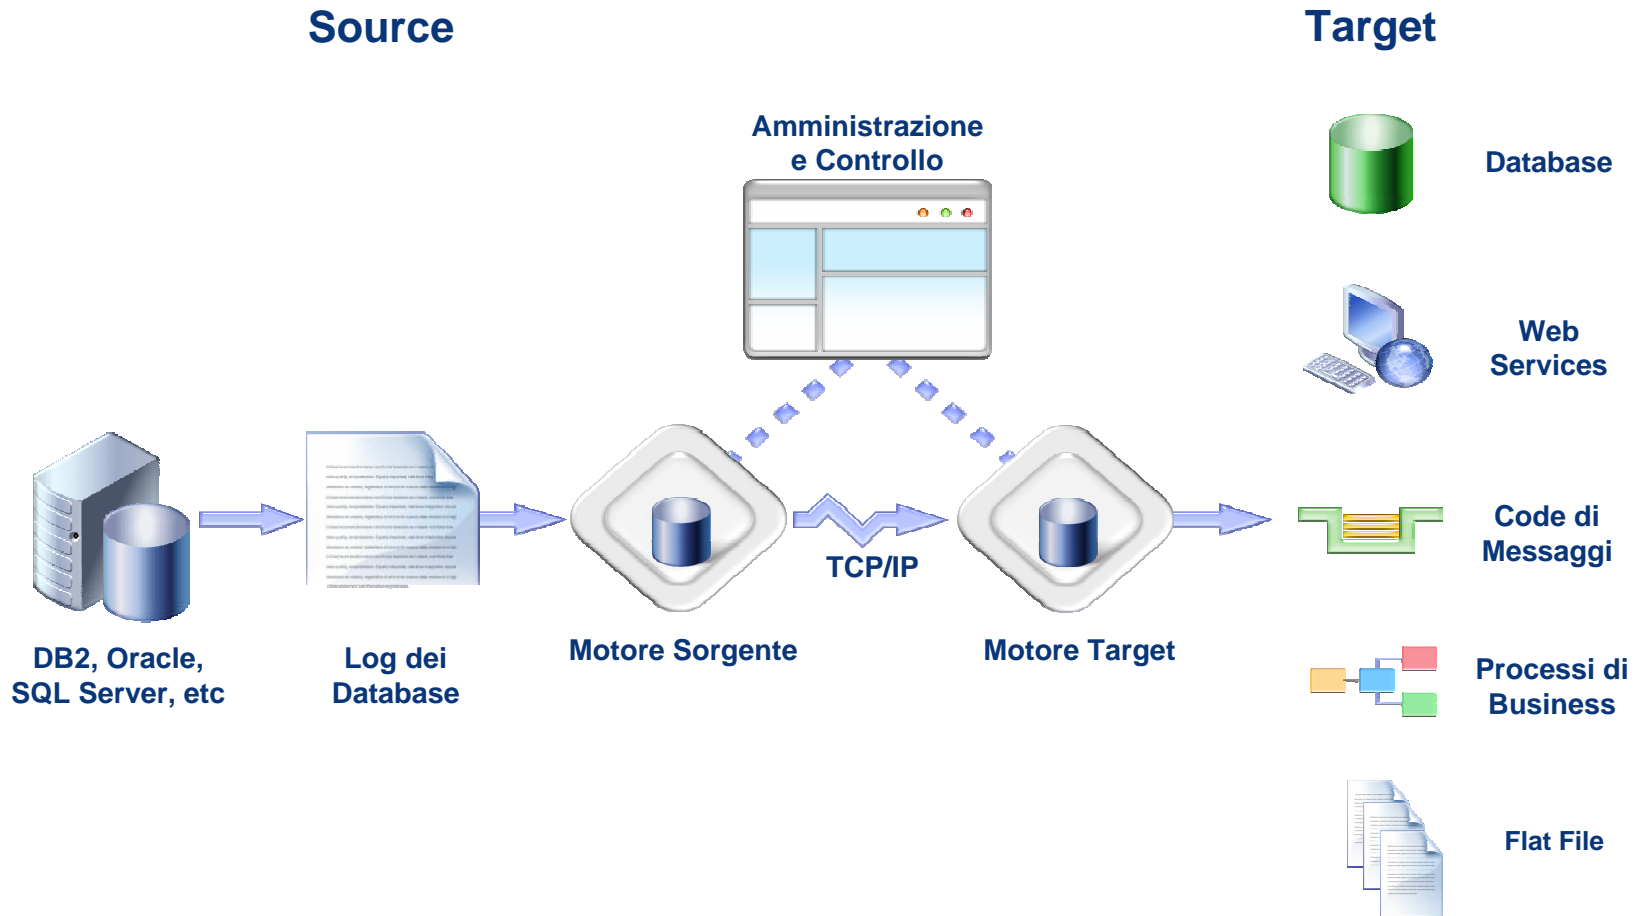 Source
Target
Amministrazione
e Controllo
Database
Web
Services
TCP/IP
Code di
Messaggi
DB2, Oracle,
SQL Server, etc
Log dei
Database
Motore Sorgente
Motore Target
Processi di
Business
Flat File